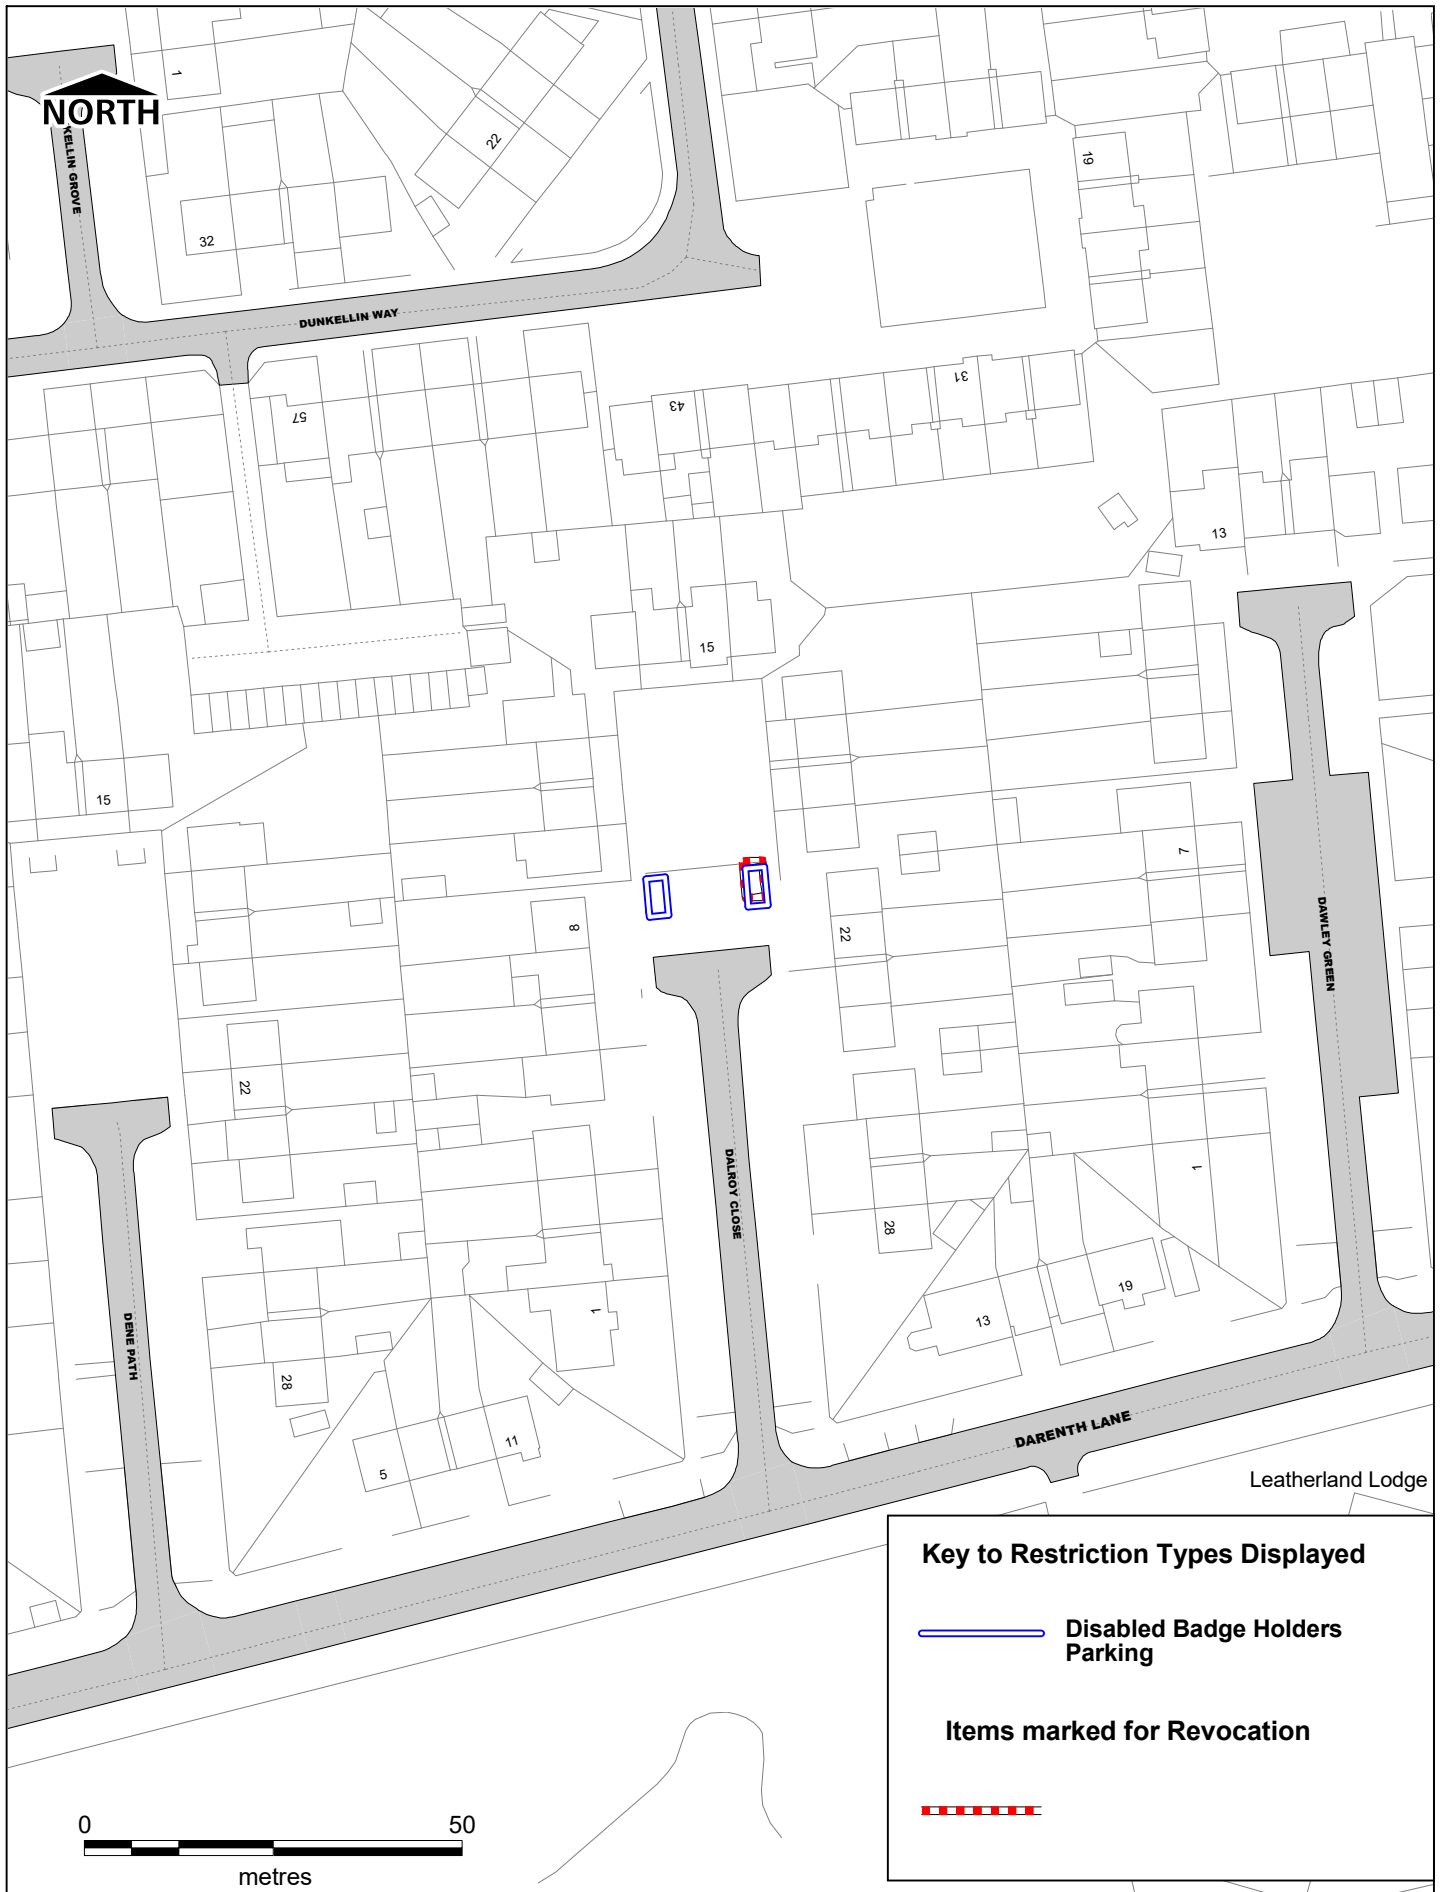 1
NORTH
KELLIN GROVE
22
19
32
DUNKELLIN WAY
57
43
31
13
15
15
7
8
22
DAWLEY GREEN
22
DALROY CLOSE
1
28
19
13
1
DENE PATH
28
11
5
DARENTH LANE
Leatherland Lodge
Key to Restriction Types Displayed
Disabled Badge Holders
Parking
Items marked for Revocation
0 50
metres